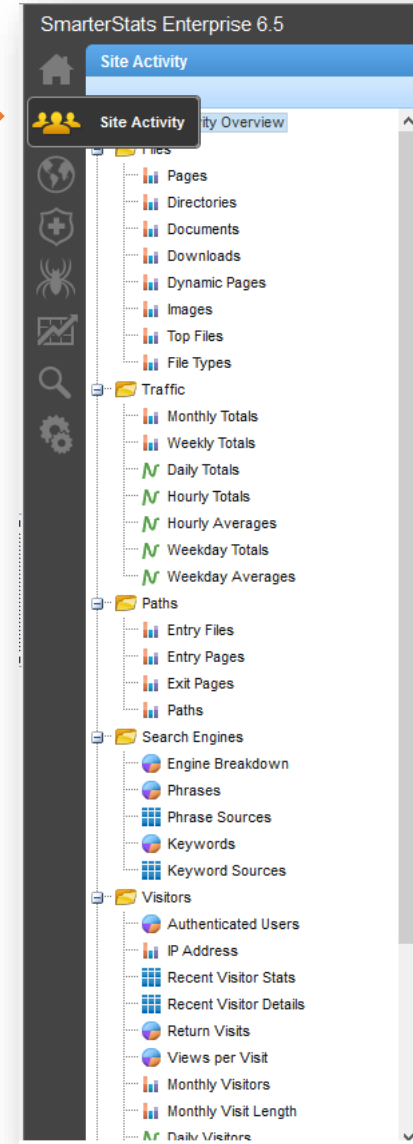 SmarterStats Enterprise 6.5
Site Activity
Site Activity ity Overview
Files
Pages
Directories
Documents
Downloads
Dynamic Pages
Images
Top Files
File Types
Traffic
Monthly Totals
Weekly Totals
Daily Totals
Hourly Totals
Hourly Averages
Weekday Totals
Weekday Averages
Paths
Entry Files
Entry Pages
Exit Pages
Paths
Search Engines
Engine Breakdown
Phrases
Phrase Sources
Keywords
Keyword Sources
Visitors
Authenticated Users
IP Address
Recent Visitor Stats
Recent Visitor Details
Return Visits
Views per Visit
Monthly Visitors
Monthly Visit Length
Daily Visitors